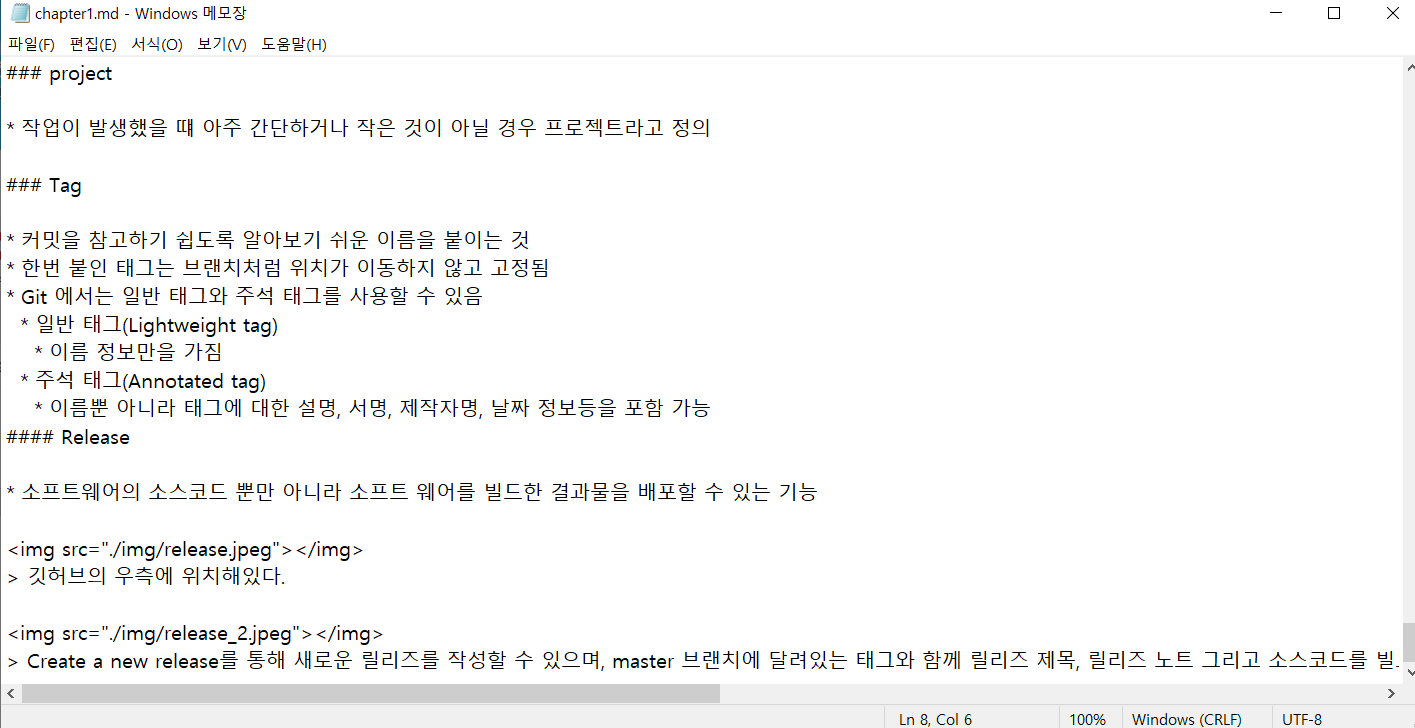 chapter1.md - Windows 메모장
파일(F) 편집(E) 서식(O) 보기(V) 도움말(H)
### project
* 작업이 발생했을 떄 아주 간단하거나 작은 것이 아닐 경우 프로젝트라고 정의
### Tag
* 커밋을 참고하기 쉽도록 알아보기 쉬운 이름을 붙이는 것
* 한번 붙인 태그는 브랜치처럼 위치가 이동하지 않고 고정됨
* Git 에서는 일반 태그와 주석 태그를 사용할 수 있음
* 일반 태그(Lightweight tag)
* 이름 정보만을 가짐
* 주석 태그(Annotated tag)
* 이름뿐 아니라 태그에 대한 설명, 서명, 제작자명, 날짜 정보등을 포함 가능
#### Release
* 소프트웨어의 소스코드 뿐만 아니라 소프트 웨어를 빌드한 결과물을 배포할 수 있는 기능
<img src="./img/release.jpeg"></img>
> 깃허브의 우측에 위치해있다.
<img src="./img/release_2.jpeg"></img>
> Create a new release를 통해 새로운 릴리즈를 작성할 수 있으며, master 브랜치에 달려있는 태그와 함께 릴리즈 제목, 릴리즈 노트 그리고 소스코드를 빌
Ln 8, Col 6 100% Windows (CRLF) UTF-8